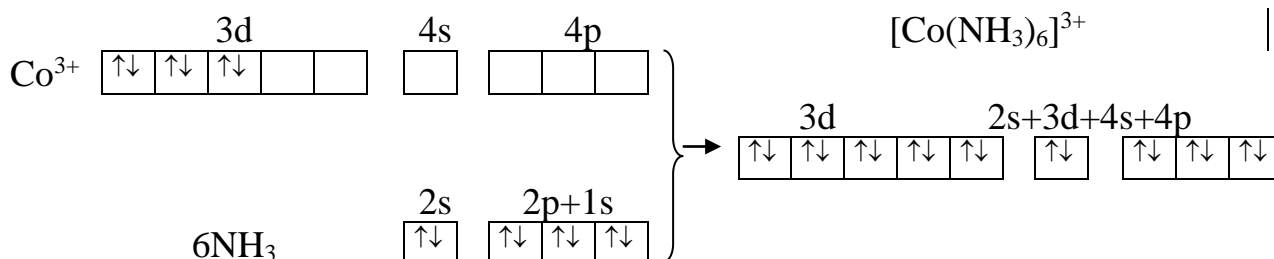 3d 4s 4p [Co(NH₃)₆]³⁺
Co³⁺ ↑↓ ↑↓ ↑↓
3d 2s+3d+4s+4p
↑↓ ↑↓ ↑↓ ↑↓ ↑↓ ↑↓ ↑↓ ↑↓ ↑↓
2s 2p+1s
6NH₃ ↑↓ ↑↓ ↑↓ ↑↓